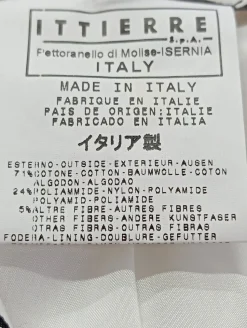 ITTIERRE
S.p.A.
Pettoranello di Molise-ISERNIA
ITALY
MADE IN ITALY
FABRIQUE EN ITALIE
PAIS DE ORIGEN:ITALIE
FABRICADO EN ITALIA
イタリア製
ESTERNO-OUTSIDE-EXTERIEUR-AUSEN
71%COTONE-COTTON-BAUMWOLLE-COTON
ALGODON-ALGODAO
24%POLIAMMIDE-NYLON-POLYAMIDE
POLYAMID-POLIAMIDE
5%ALTRE FIBRE-AUTRES FIBRES
OTHER FIBERS-ANDERE KUNSTFASER
OTRAS FIBRAS-OUTRAS FIBRAS
FODERA-LINING-DOUBLURE-GEFUTTER